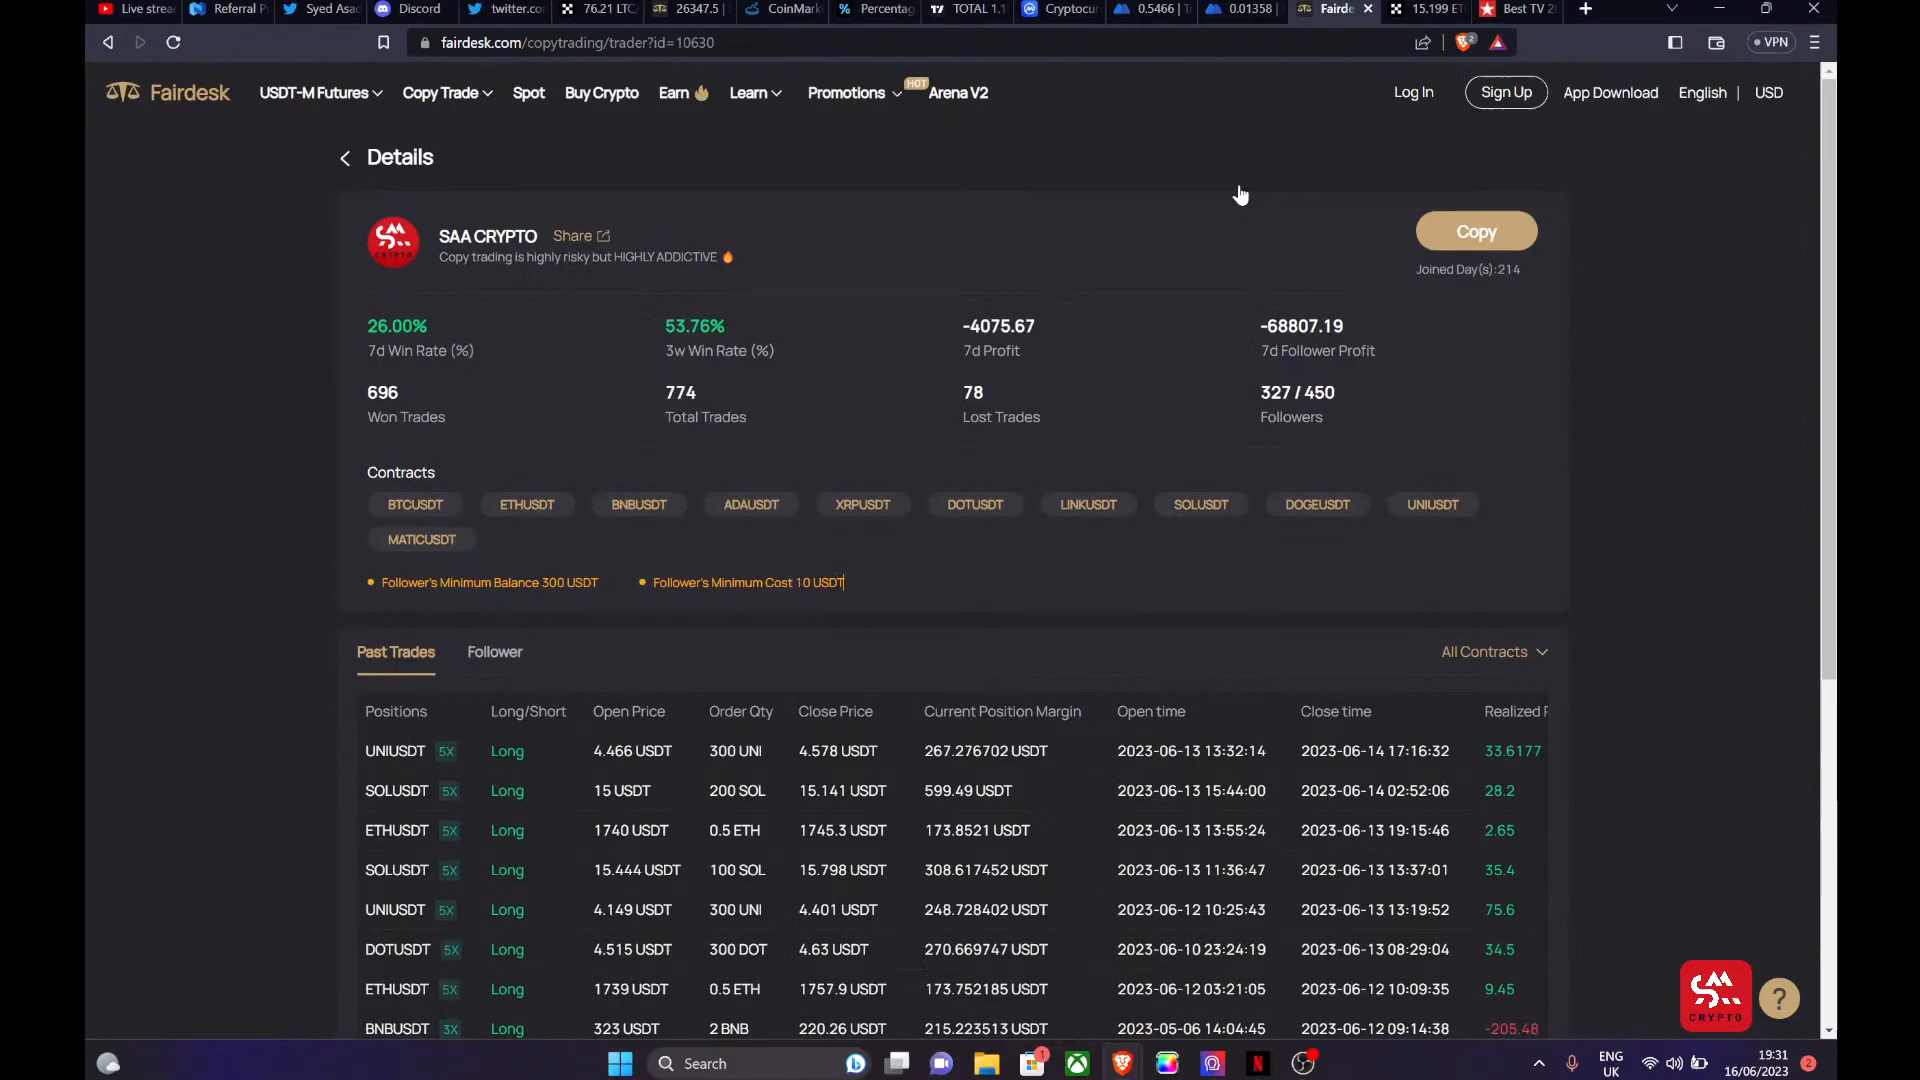 Live strea
Referral P
Syed Asa
Discord
twitter.co
76.21 LTC/
26347.5 |
CoinMark
Percentag
TOTAL 1.1
Cryptocu
0.5466 | T
0.01358 |
Fairde
15.199 ET
Best TV 2
fairdesk.com/copytrading/trader?id=10630
2
VPN
Fairdesk
USDT-M Futures
Copy Trade
Spot
Buy Crypto
Earn
Learn
Promotions
HOT
Arena V2
Log In
Sign Up
App Download
English | USD
Details
SAA CRYPTO Share
Copy trading is highly risky but HIGHLY ADDICTIVE 🔥
Copy
Joined Day(s):214
26.00% 53.76% -4075.67 -68807.19
7d Win Rate (%) 3w Win Rate (%) 7d Profit 7d Follower Profit
696 774 78 327 / 450
Won Trades Total Trades Lost Trades Followers
Contracts
BTCUSDT ETHUSDT BNBUSDT ADAUSDT XRPUSDT DOTUSDT LINKUSDT SOLUSDT DOGEUSDT UNIUSDT
MATICUSDT
• Follower's Minimum Balance 300 USDT • Follower's Minimum Cost 10 USDT
Past Trades Follower All Contracts
Positions Long/Short Open Price Order Qty Close Price Current Position Margin Open time Close time Realized P
UNIUSDT 5X Long 4.466 USDT 300 UNI 4.578 USDT 267.276702 USDT 2023-06-13 13:32:14 2023-06-14 17:16:32 33.6177
SOLUSDT 5X Long 15 USDT 200 SOL 15.141 USDT 599.49 USDT 2023-06-13 15:44:00 2023-06-14 02:52:06 28.2
ETHUSDT 5X Long 1740 USDT 0.5 ETH 1745.3 USDT 173.8521 USDT 2023-06-13 13:55:24 2023-06-13 19:15:46 2.65
SOLUSDT 5X Long 15.444 USDT 100 SOL 15.798 USDT 308.617452 USDT 2023-06-13 11:36:47 2023-06-13 13:37:01 35.4
UNIUSDT 5X Long 4.149 USDT 300 UNI 4.401 USDT 248.728402 USDT 2023-06-12 10:25:43 2023-06-13 13:19:52 75.6
DOTUSDT 5X Long 4.515 USDT 300 DOT 4.63 USDT 270.669747 USDT 2023-06-10 23:24:19 2023-06-13 08:29:04 34.5
ETHUSDT 5X Long 1739 USDT 0.5 ETH 1757.9 USDT 173.752185 USDT 2023-06-12 03:21:05 2023-06-12 10:09:35 9.45
BNBUSDT 3X Long 323 USDT 2 BNB 220.26 USDT 215.223513 USDT 2023-05-06 14:04:45 2023-06-12 09:14:38 -205.48
CRYPTO
?
Search
1
ENG
UK
19:31
16/06/2023
2